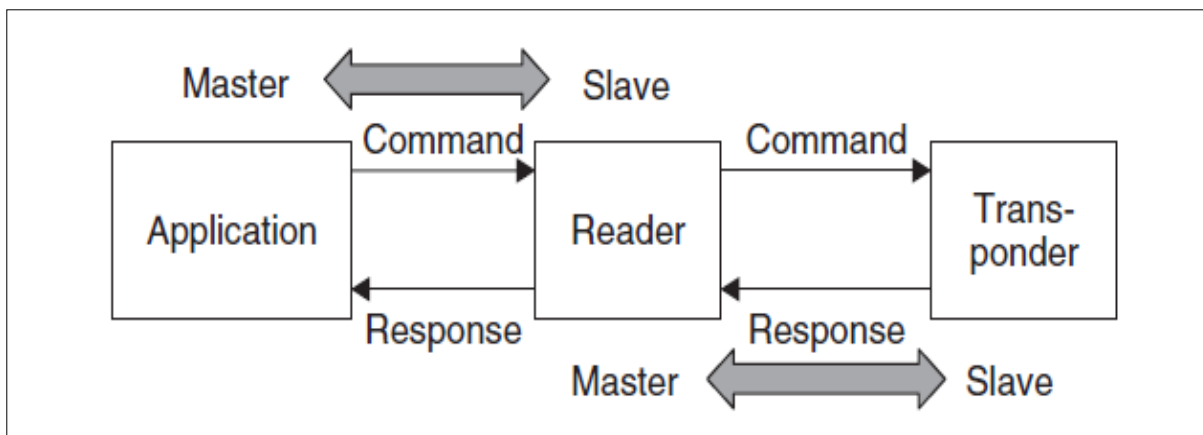 Master Slave
Command Command
Application Reader Trans-
ponder
Response Response
Master Slave